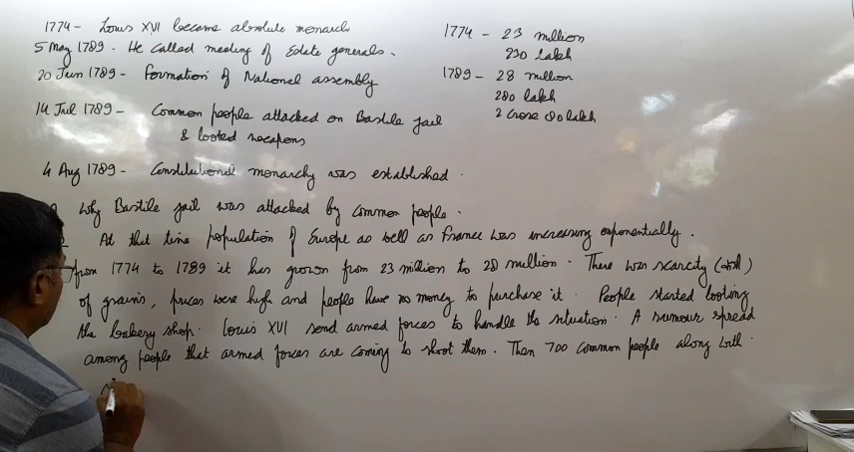 1774 - Louis XVI became absolute monarch
5 May 1789 - He called meeting of Estate generals.
20 Jun 1789 - Formation of National assembly
14 Jul 1789 - Common people attacked on Bastile jail
& looted weapons
4 Aug 1789 - Constitutional monarchy was established.
1774 - 23 million
230 lakh
1789 - 28 million
280 lakh
2 crore 80 lakh
Why Bastile jail was attacked by common people.
At that time population of Europe as well as France was increasing exponentially.
from 1774 to 1789 it has grown from 23 million to 28 million. There was scarcity
of grains, prices were high and people have no money to purchase it. People started looting
the bakery shop. Louis XVI send armed forces to handle the situation. A rumour spread
among people that armed forces are coming to shoot them. Then 700 common people along with